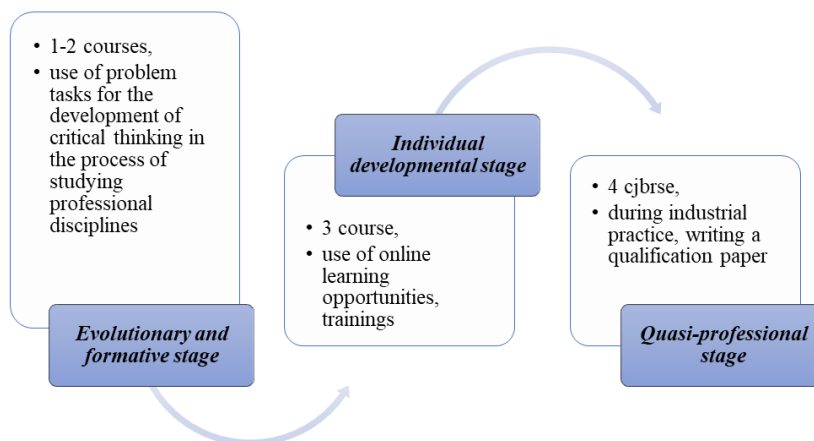 • 1-2 courses,
• use of problem
tasks for the
development of
critical thinking in
the process of
studying
professional
disciplines
Evolutionary and
formative stage
Individual
developmental stage
• 3 course,
• use of online
learning
opportunities,
trainings
• 4 cjbrse,
• during industrial
practice, writing a
qualification paper
Quasi-professional
stage